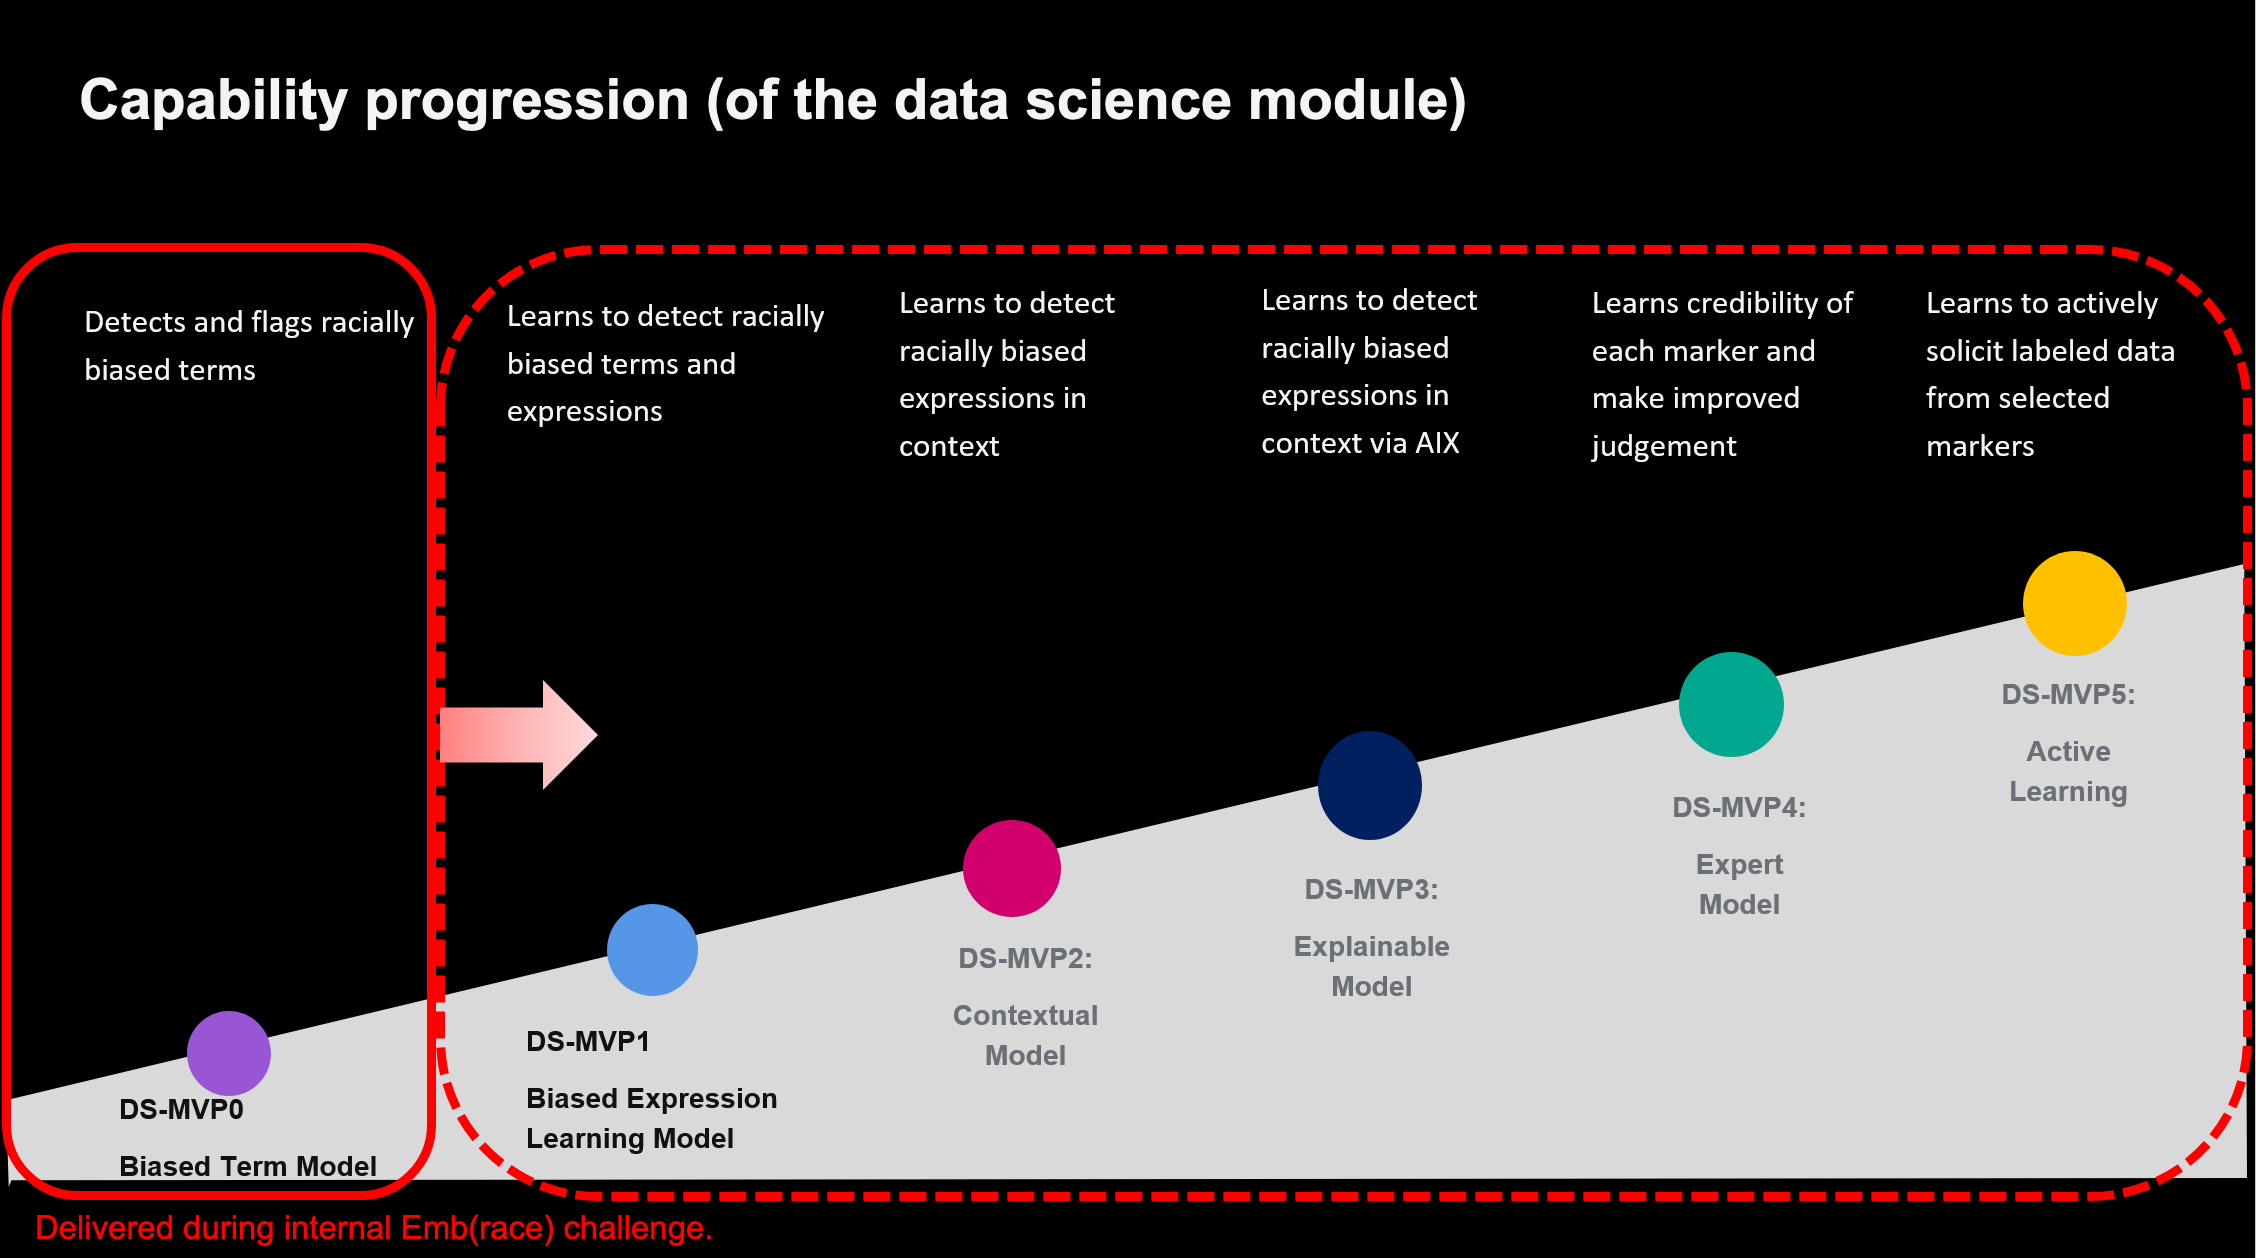 Capability progression (of the data science module)
Detects and flags racially
biased terms
Learns to detect racially
biased terms and
expressions
Learns to detect
racially biased
expressions in
context
Learns to detect
racially biased
expressions in
context via AIX
Learns credibility of
each marker and
make improved
judgement
Learns to actively
solicit labeled data
from selected
markers
DS-MVP0
Biased Term Model
DS-MVP1
Biased Expression
Learning Model
DS-MVP2:
Contextual
Model
DS-MVP3:
Explainable
Model
DS-MVP4:
Expert
Model
DS-MVP5:
Active
Learning
Delivered during internal Emb(race) challenge.